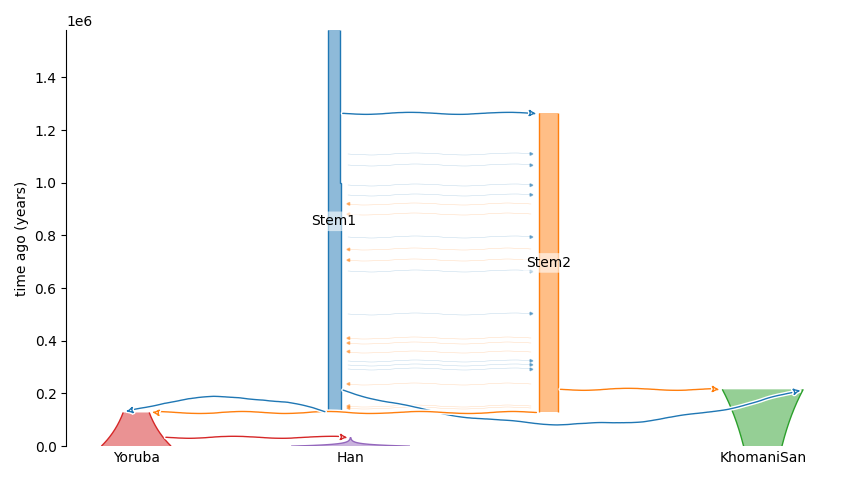 1e6
1.4
1.2
1.0
0.8
0.6
0.4
0.2
0.0
time ago (years)
Stem1
Stem2
Yoruba
Han
KhomaniSan